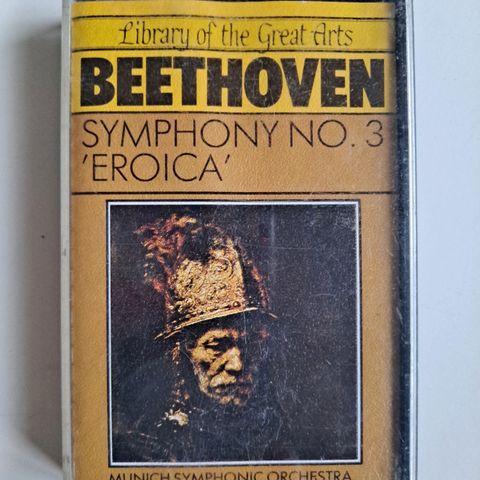 Library of the Great Arts
BEETHOVEN
SYMPHONY NO. 3
'EROICA'
MUNICH SYMPHONIC ORCHESTRA